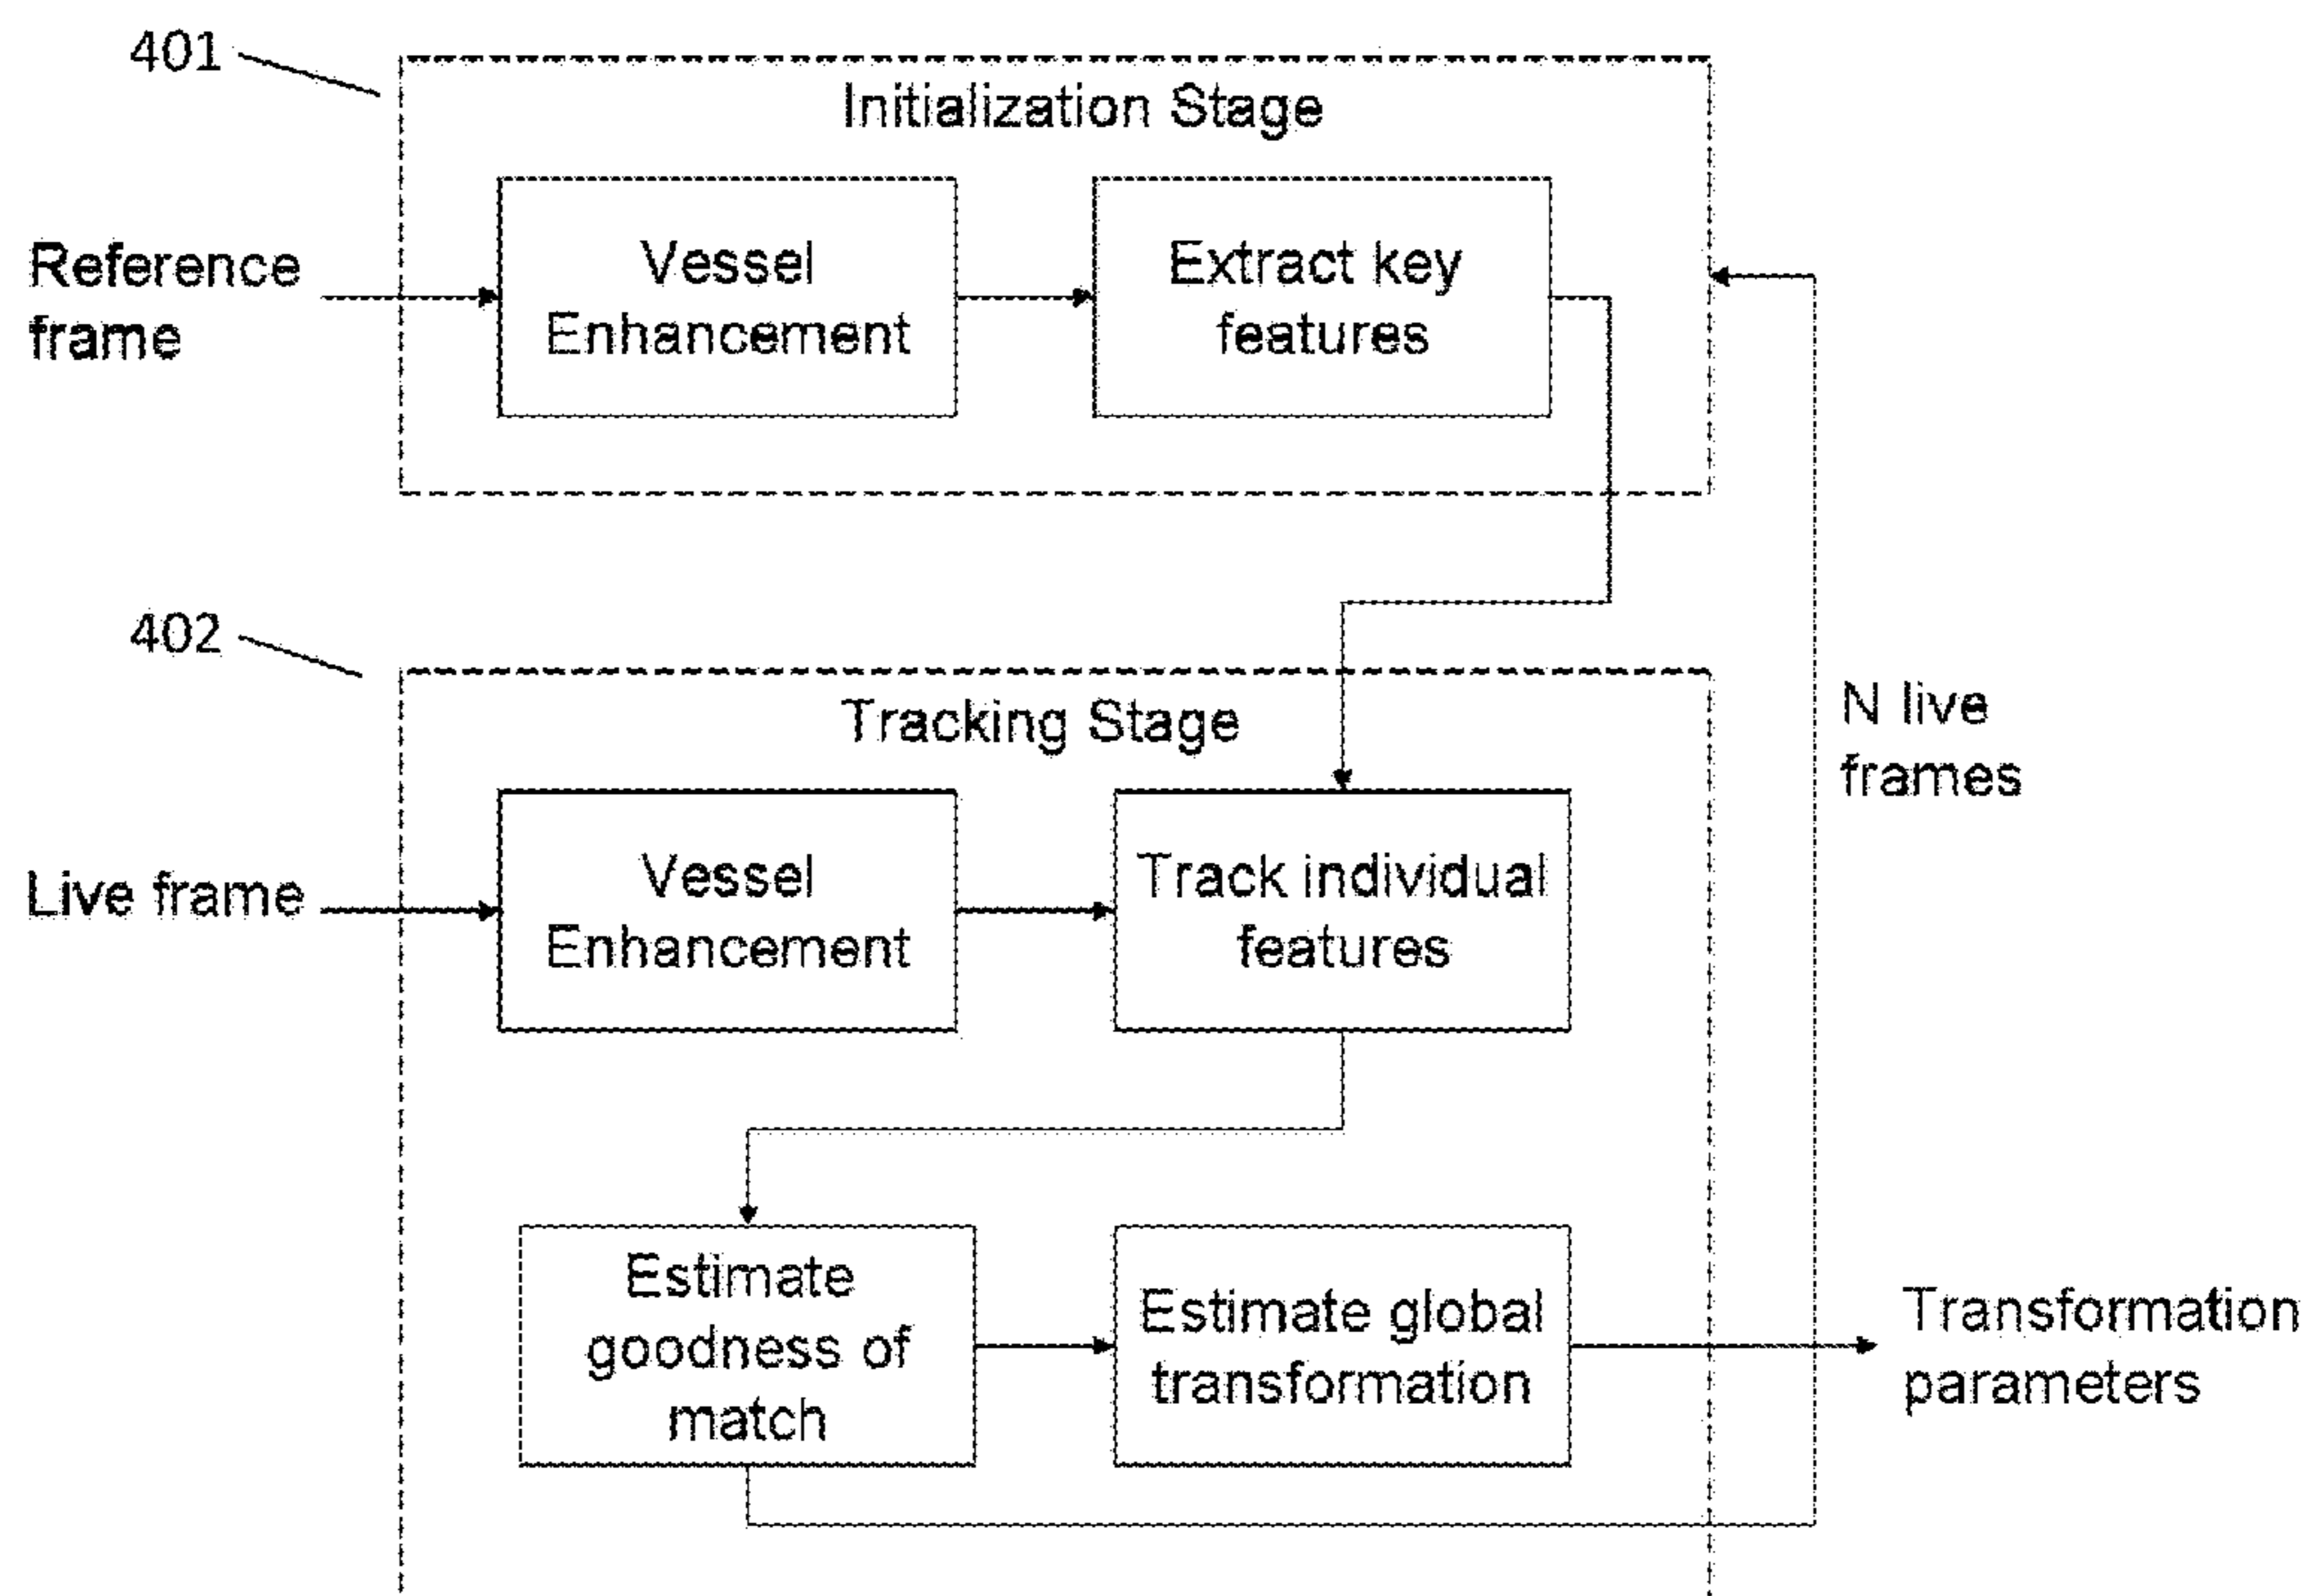 401
Initialization Stage
Reference
frame
Vessel
Enhancement
Extract key
features
402
Tracking Stage
N live
frames
Live frame
Vessel
Enhancement
Track individual
features
Estimate
goodness of
match
Estimate global
transformation
Transformation
parameters